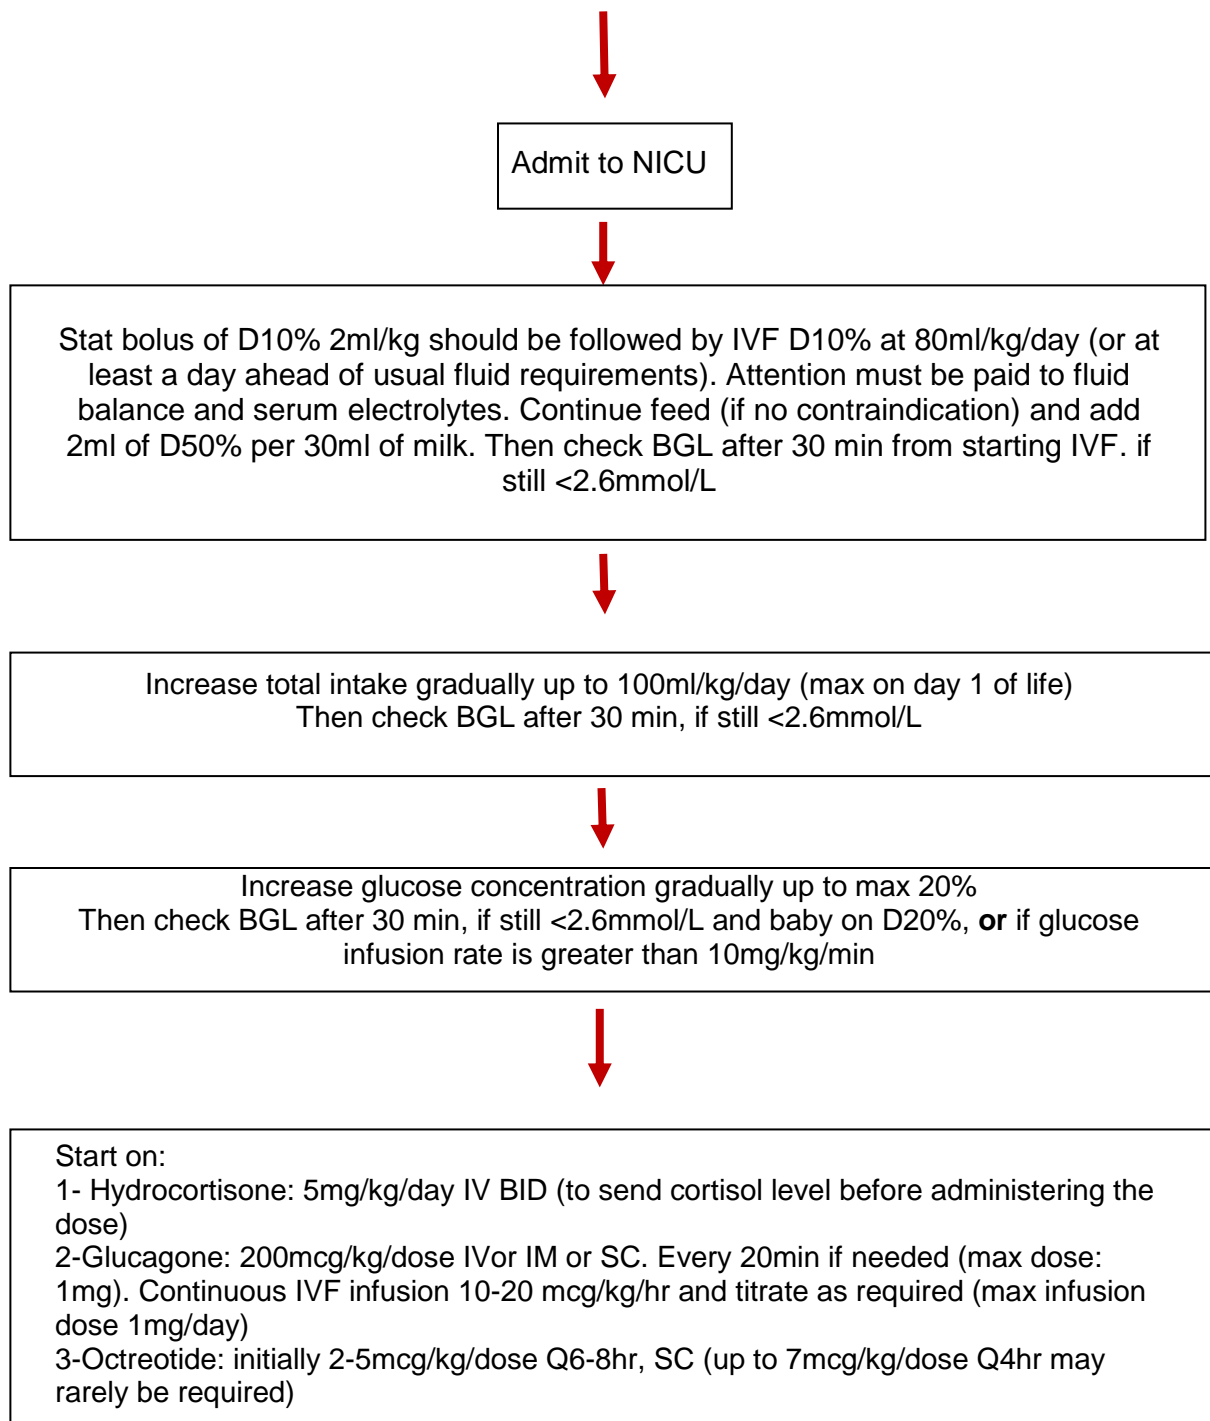 Admit to NICU
Stat bolus of D10% 2ml/kg should be followed by IVF D10% at 80ml/kg/day (or at
least a day ahead of usual fluid requirements). Attention must be paid to fluid
balance and serum electrolytes. Continue feed (if no contraindication) and add
2ml of D50% per 30ml of milk. Then check BGL after 30 min from starting IVF. if
still <2.6mmol/L
Increase total intake gradually up to 100ml/kg/day (max on day 1 of life)
Then check BGL after 30 min, if still <2.6mmol/L
Increase glucose concentration gradually up to max 20%
Then check BGL after 30 min, if still <2.6mmol/L and baby on D20%, or if glucose
infusion rate is greater than 10mg/kg/min
Start on:
1- Hydrocortisone: 5mg/kg/day IV BID (to send cortisol level before administering the
dose)
2-Glucagone: 200mcg/kg/dose IVor IM or SC. Every 20min if needed (max dose:
1mg). Continuous IVF infusion 10-20 mcg/kg/hr and titrate as required (max infusion
dose 1mg/day)
3-Octreotide: initially 2-5mcg/kg/dose Q6-8hr, SC (up to 7mcg/kg/dose Q4hr may
rarely be required)